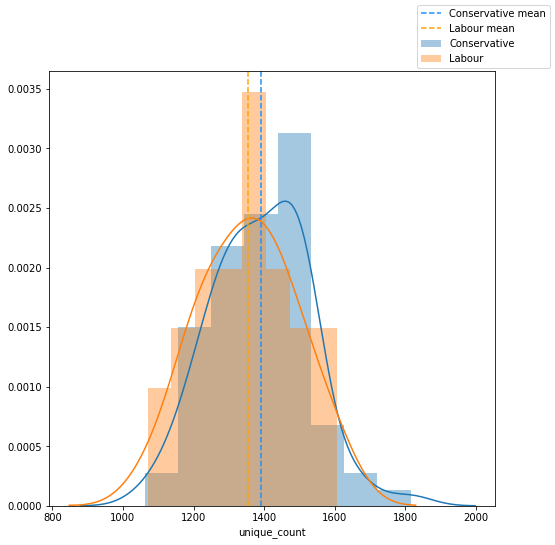 Conservative mean
Labour mean
Conservative
Labour
0.0035
0.0030
0.0025
0.0020
0.0015
0.0010
0.0005
0.0000
800 1000 1200 1400 1600 1800 2000
unique_count